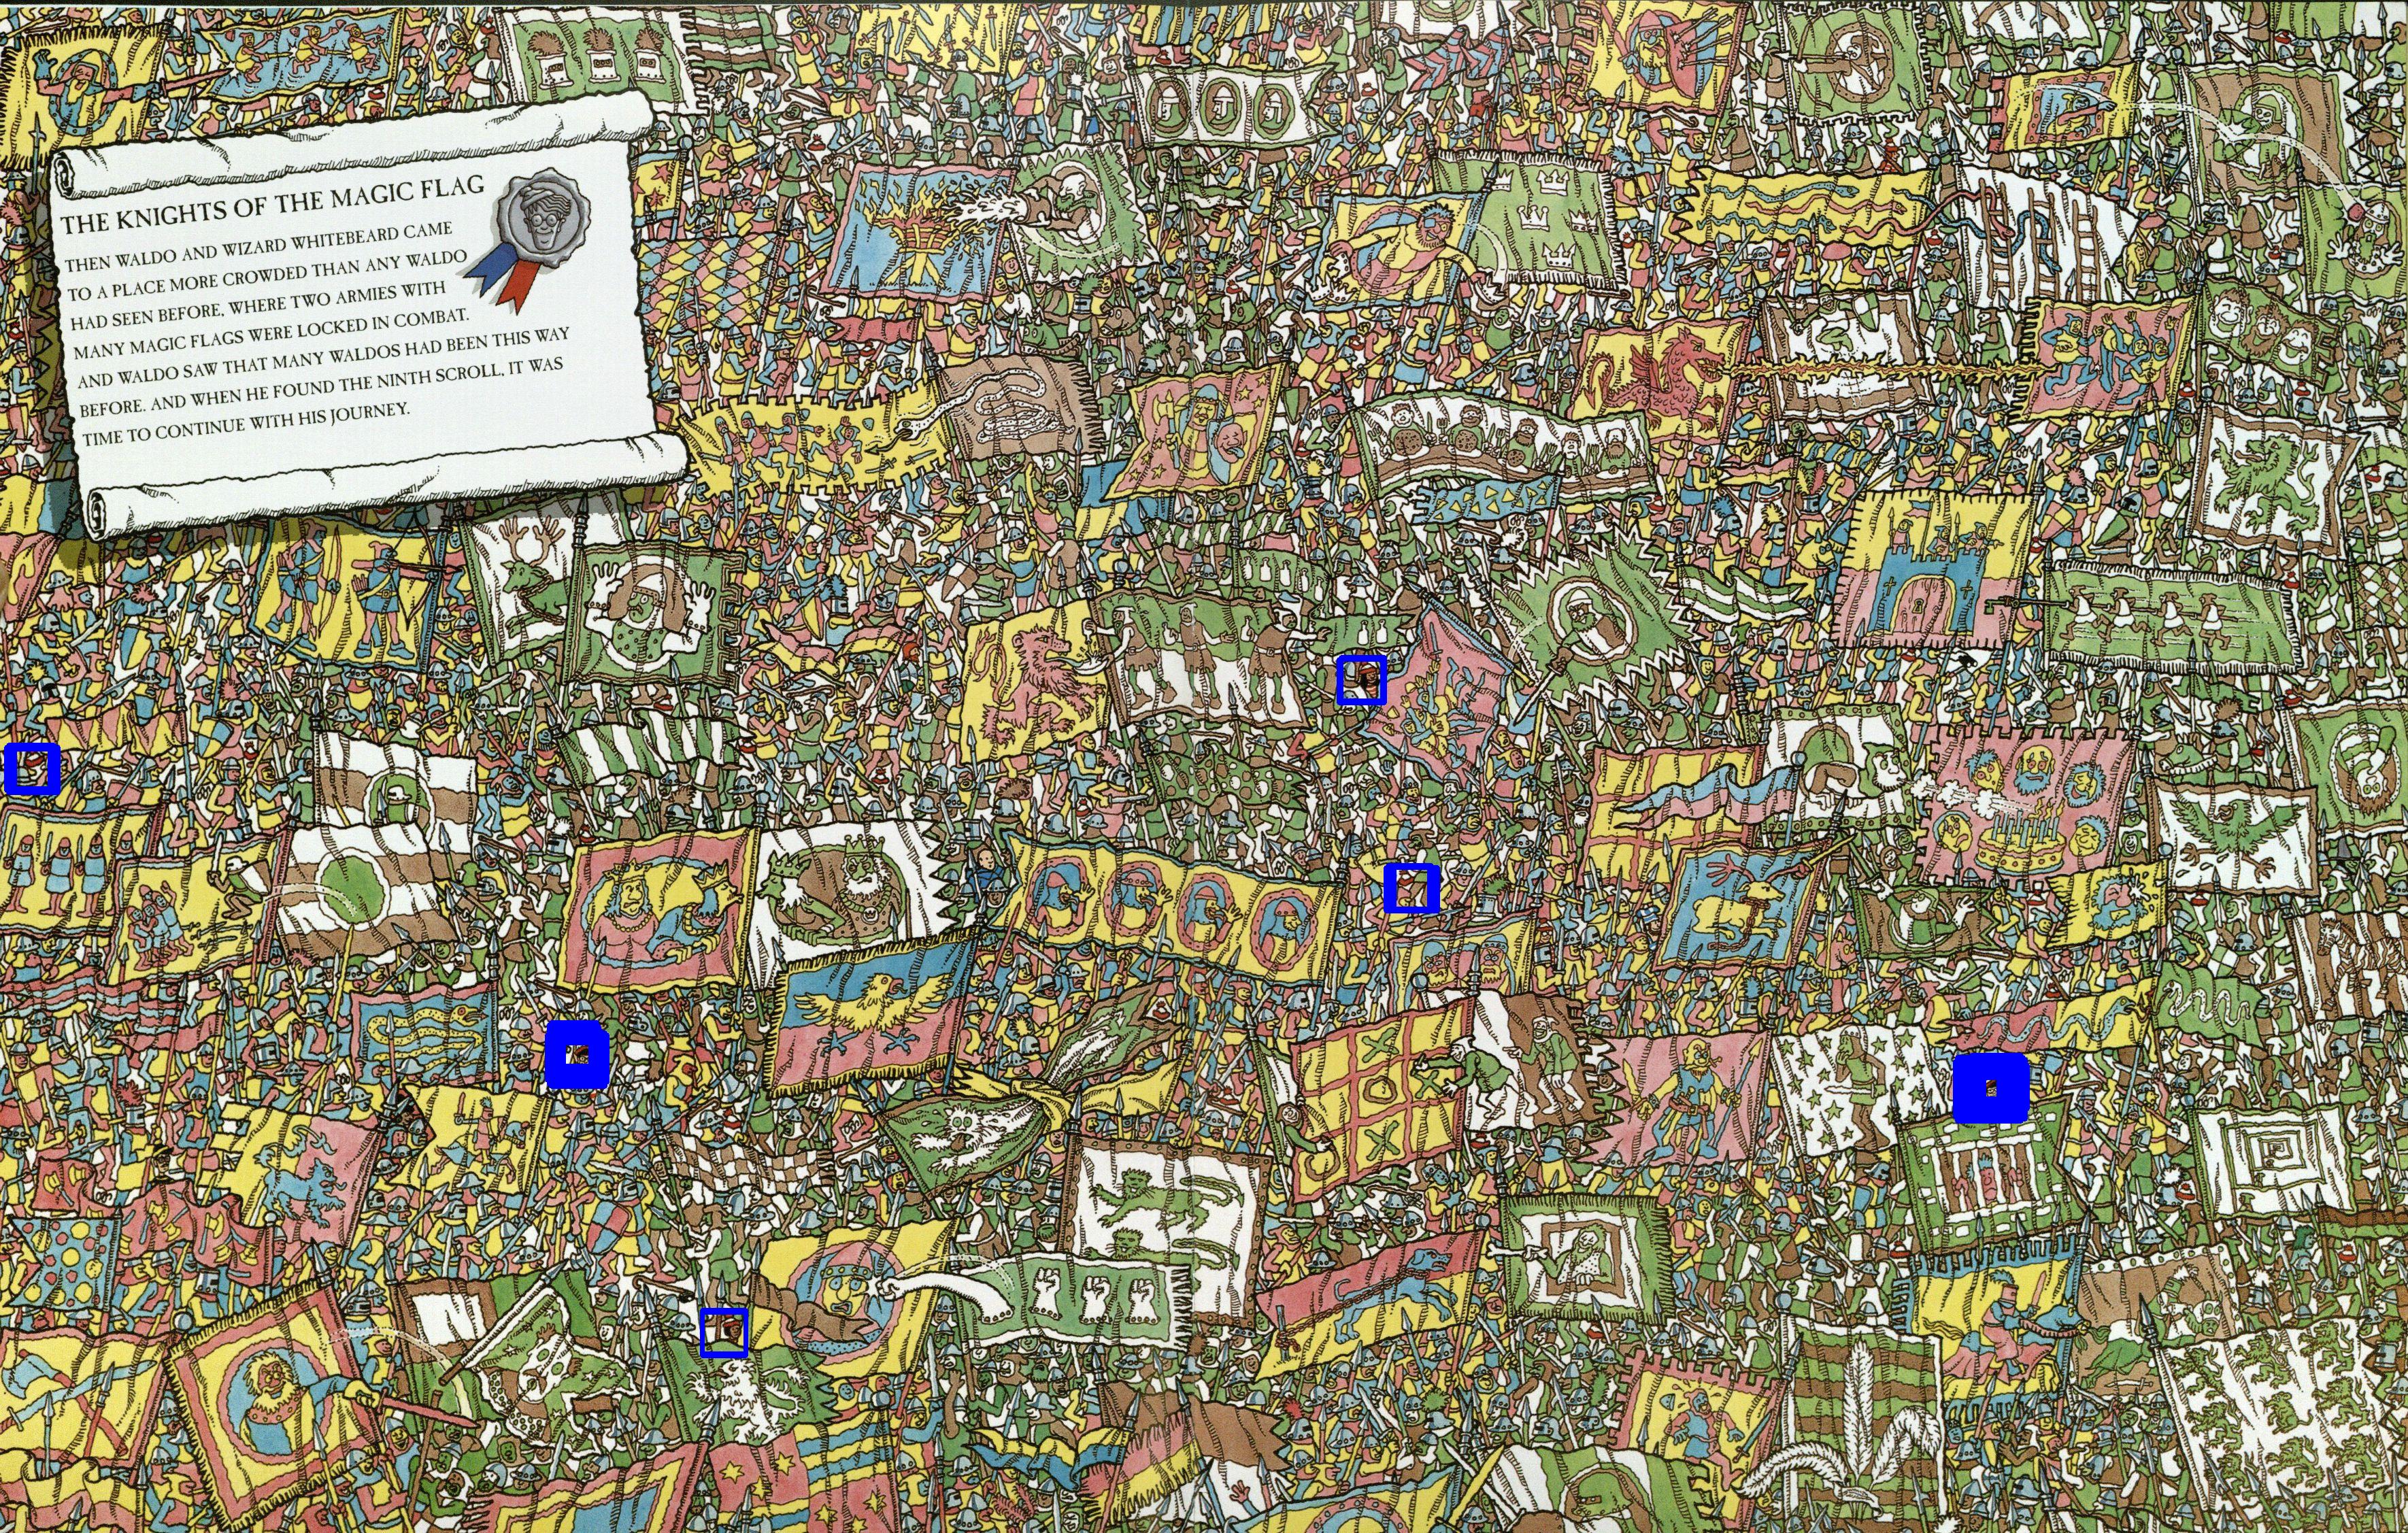 THE KNIGHTS OF THE MAGIC FLAG
THEN WALDO AND WIZARD WHITEBEARD CAME
TO A PLACE MORE CROWDED THAN ANY WALDO
HAD SEEN BEFORE, WHERE TWO ARMIES WITH
MANY MAGIC FLAGS WERE LOCKED IN COMBAT.
AND WALDO SAW THAT MANY WALDOS HAD BEEN THIS WAY
BEFORE. AND WHEN HE FOUND THE NINTH SCROLL, IT WAS
TIME TO CONTINUE WITH HIS JOURNEY.